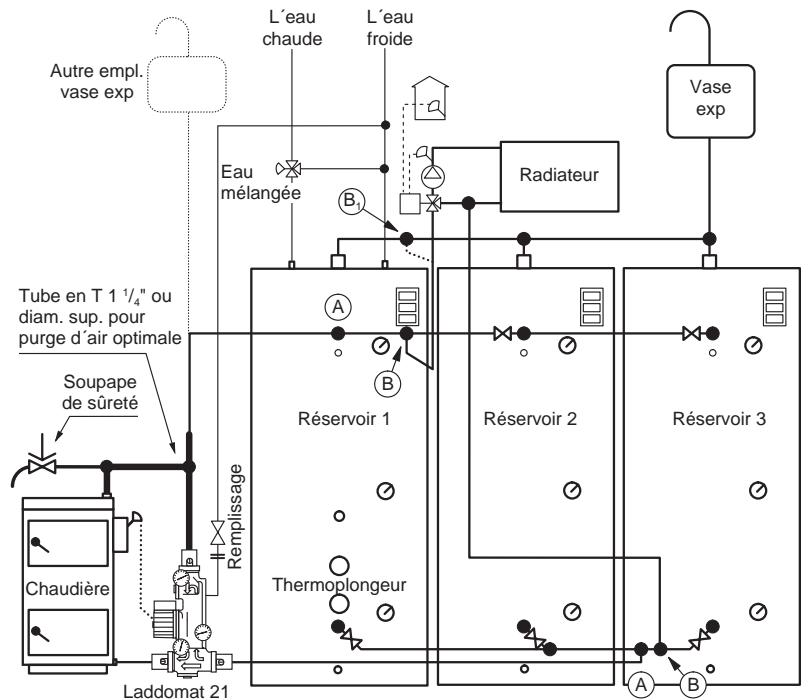 L´eau
chaude
L´eau
froide
Autre empl.
vase exp
Vase
exp
Eau
mélangée
Radiateur
B1
Tube en T 1 1/4" ou
diam. sup. pour
purge d´air optimale
A
B
Soupape
de sûreté
Réservoir 1
Réservoir 2
Réservoir 3
Remplissage
Chaudière
Thermoplongeur
A
B
Laddomat 21